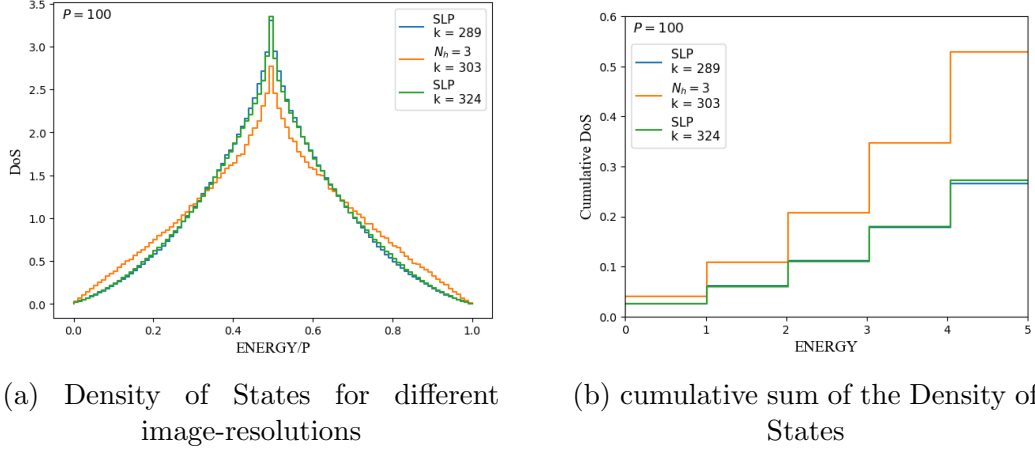 P = 100
SLP
k = 289
N_h = 3
k = 303
SLP
k = 324
3.5
3.0
2.5
2.0
1.5
1.0
0.5
0.0
DoS
0.0 0.2 0.4 0.6 0.8 1.0
ENERGY/P
(a) Density of States for different
image-resolutions
P = 100
SLP
k = 289
N_h = 3
k = 303
SLP
k = 324
0.6
0.5
0.4
0.3
0.2
0.1
0.0
Cumulative DoS
0 1 2 3 4 5
ENERGY
(b) cumulative sum of the Density of
States